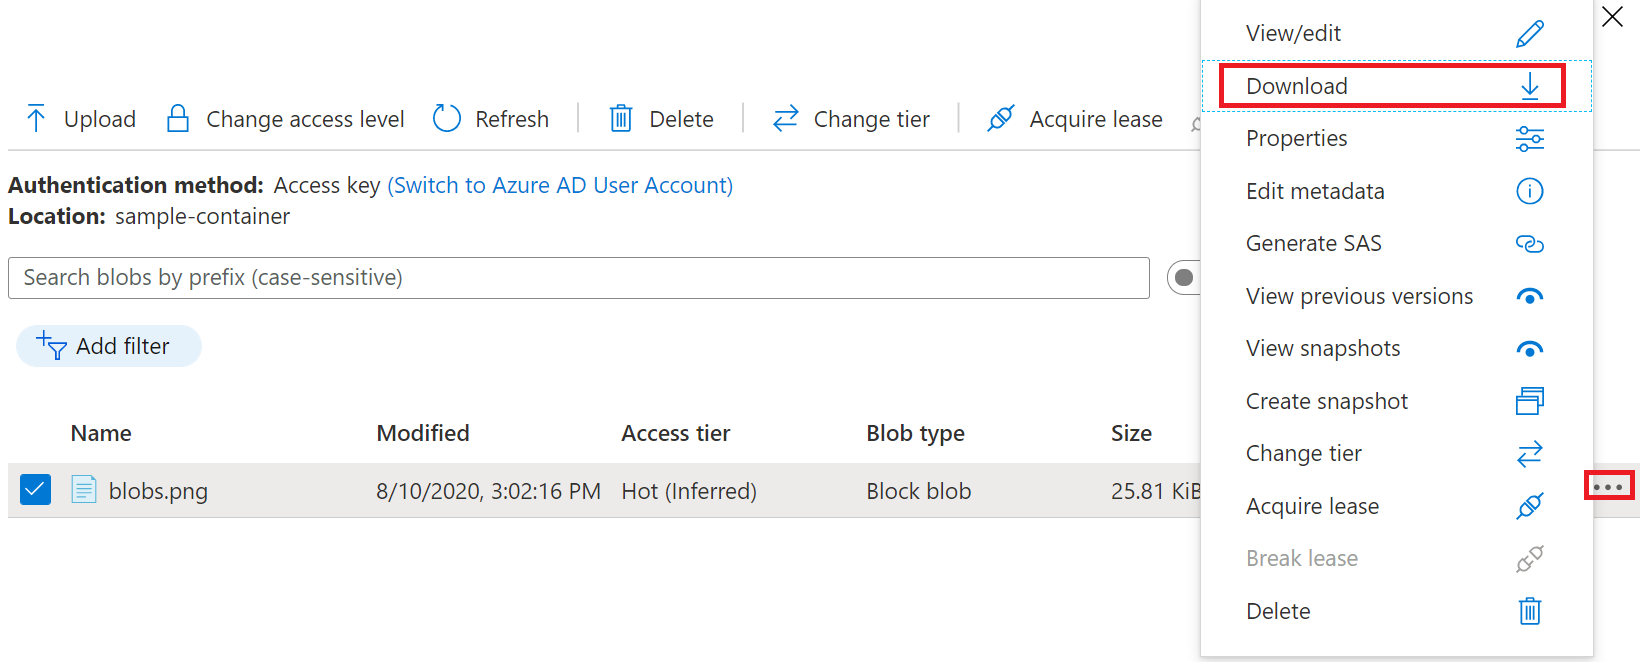 Upload Change access level Refresh Delete Change tier Acquire lease
Authentication method: Access key (Switch to Azure AD User Account)
Location: sample-container
Search blobs by prefix (case-sensitive)
Add filter
Name Modified Access tier Blob type Size
blobs.png 8/10/2020, 3:02:16 PM Hot (Inferred) Block blob 25.81 KiB
View/edit
Download
Properties
Edit metadata
Generate SAS
View previous versions
View snapshots
Create snapshot
Change tier
Acquire lease
Break lease
Delete